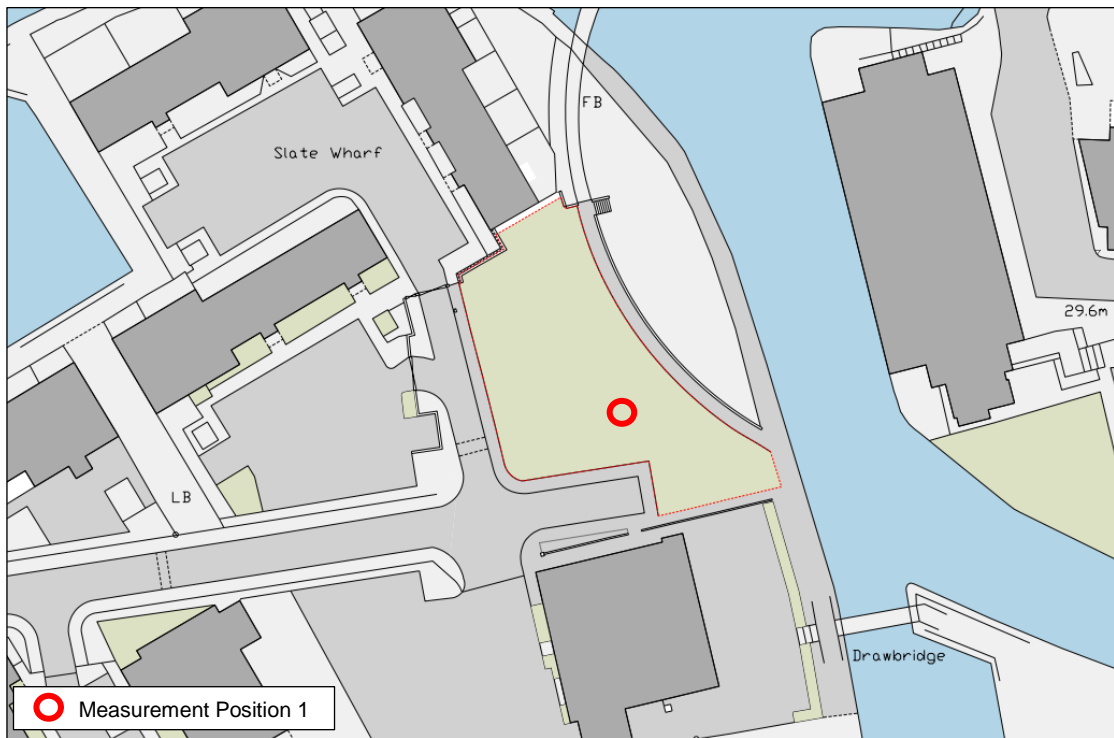 FB
Slate Wharf
29.6m
LB
Drawbridge
Measurement Position 1